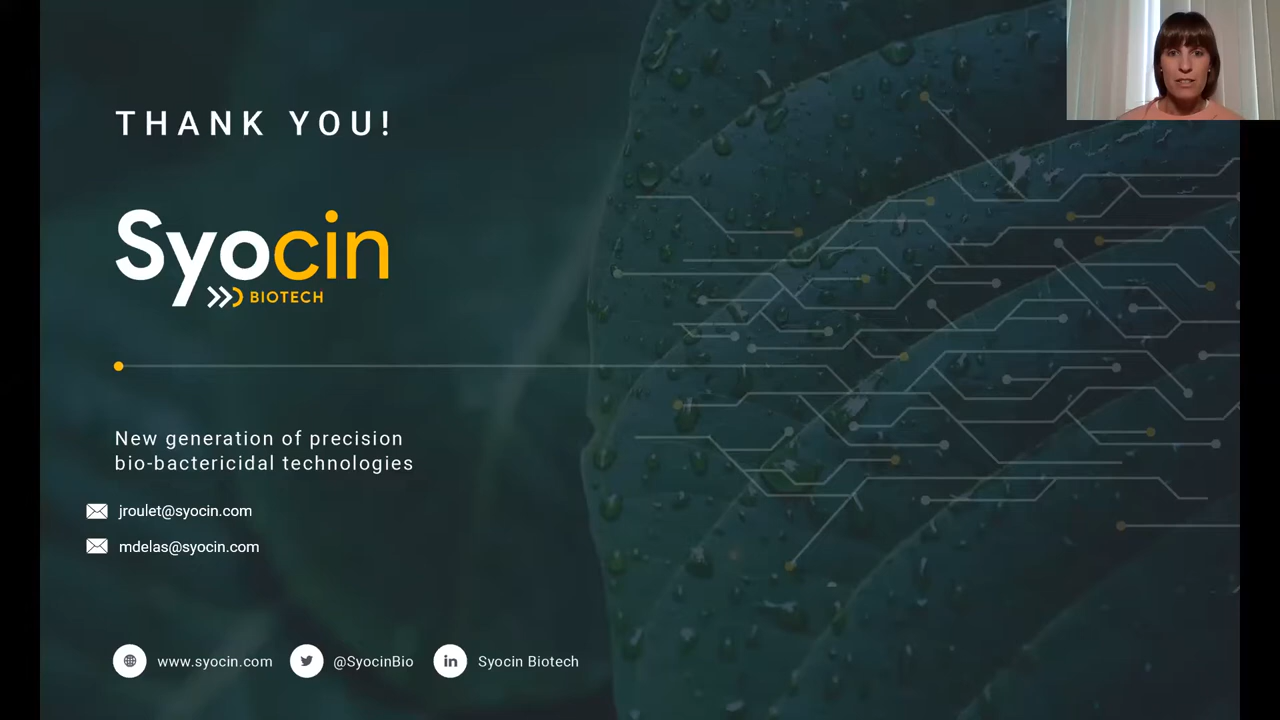 THANK YOU!
Syocin
BIOTECH
New generation of precision
bio-bactericidal technologies
jroulet@syocin.com
mdelas@syocin.com
www.syocin.com @SyocinBio in Syocin Biotech